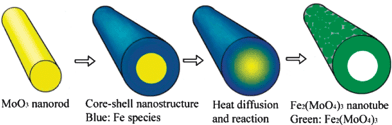 MoO₃ nanorod
Core-shell nanostructure
Blue: Fe species
Heat diffusion
and reaction
Fe₂(MoO₄)₃ nanotube
Green: Fe₂(MoO₄)₃